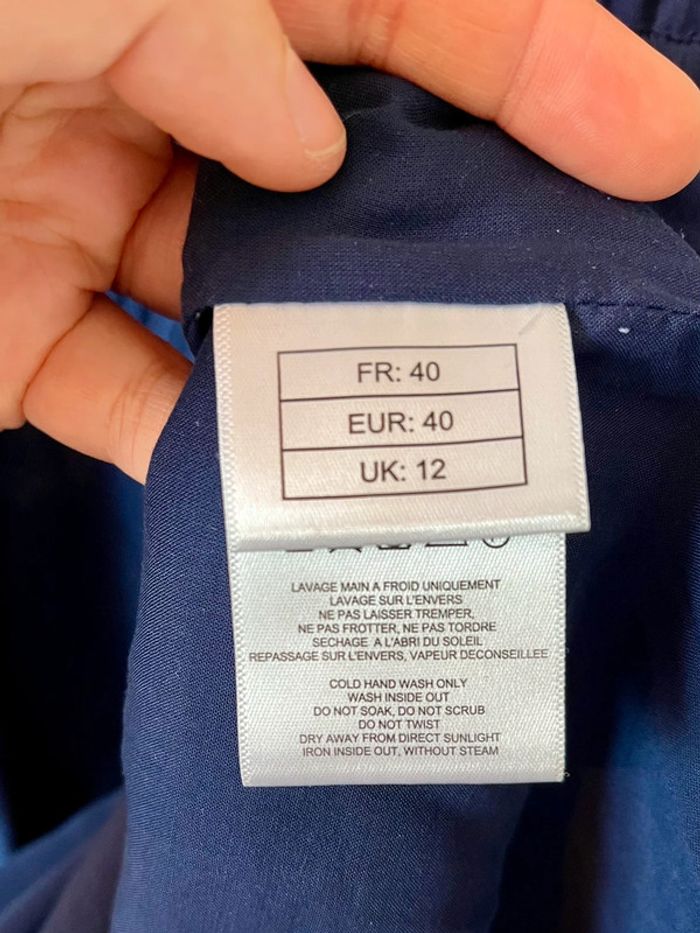 FR: 40
EUR: 40
UK: 12
LAVAGE MAIN A FROID UNIQUEMENT
LAVAGE SUR L'ENVERS
NE PAS LAISSER TREMPER,
NE PAS FROTTER, NE PAS TORDRE
SECHAGE A L'ABRI DU SOLEIL
REPASSAGE SUR L'ENVERS, VAPEUR DECONSEILLEE
COLD HAND WASH ONLY
WASH INSIDE OUT
DO NOT SOAK, DO NOT SCRUB
DO NOT TWIST
DRY AWAY FROM DIRECT SUNLIGHT
IRON INSIDE OUT, WITHOUT STEAM